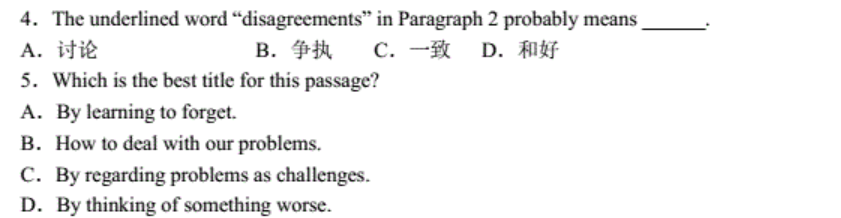 4．The underlined word “disagreements” in Paragraph 2 probably means ______.
A．讨论 B．争执 C．一致 D．和好
5．Which is the best title for this passage?
A．By learning to forget.
B．How to deal with our problems.
C．By regarding problems as challenges.
D．By thinking of something worse.